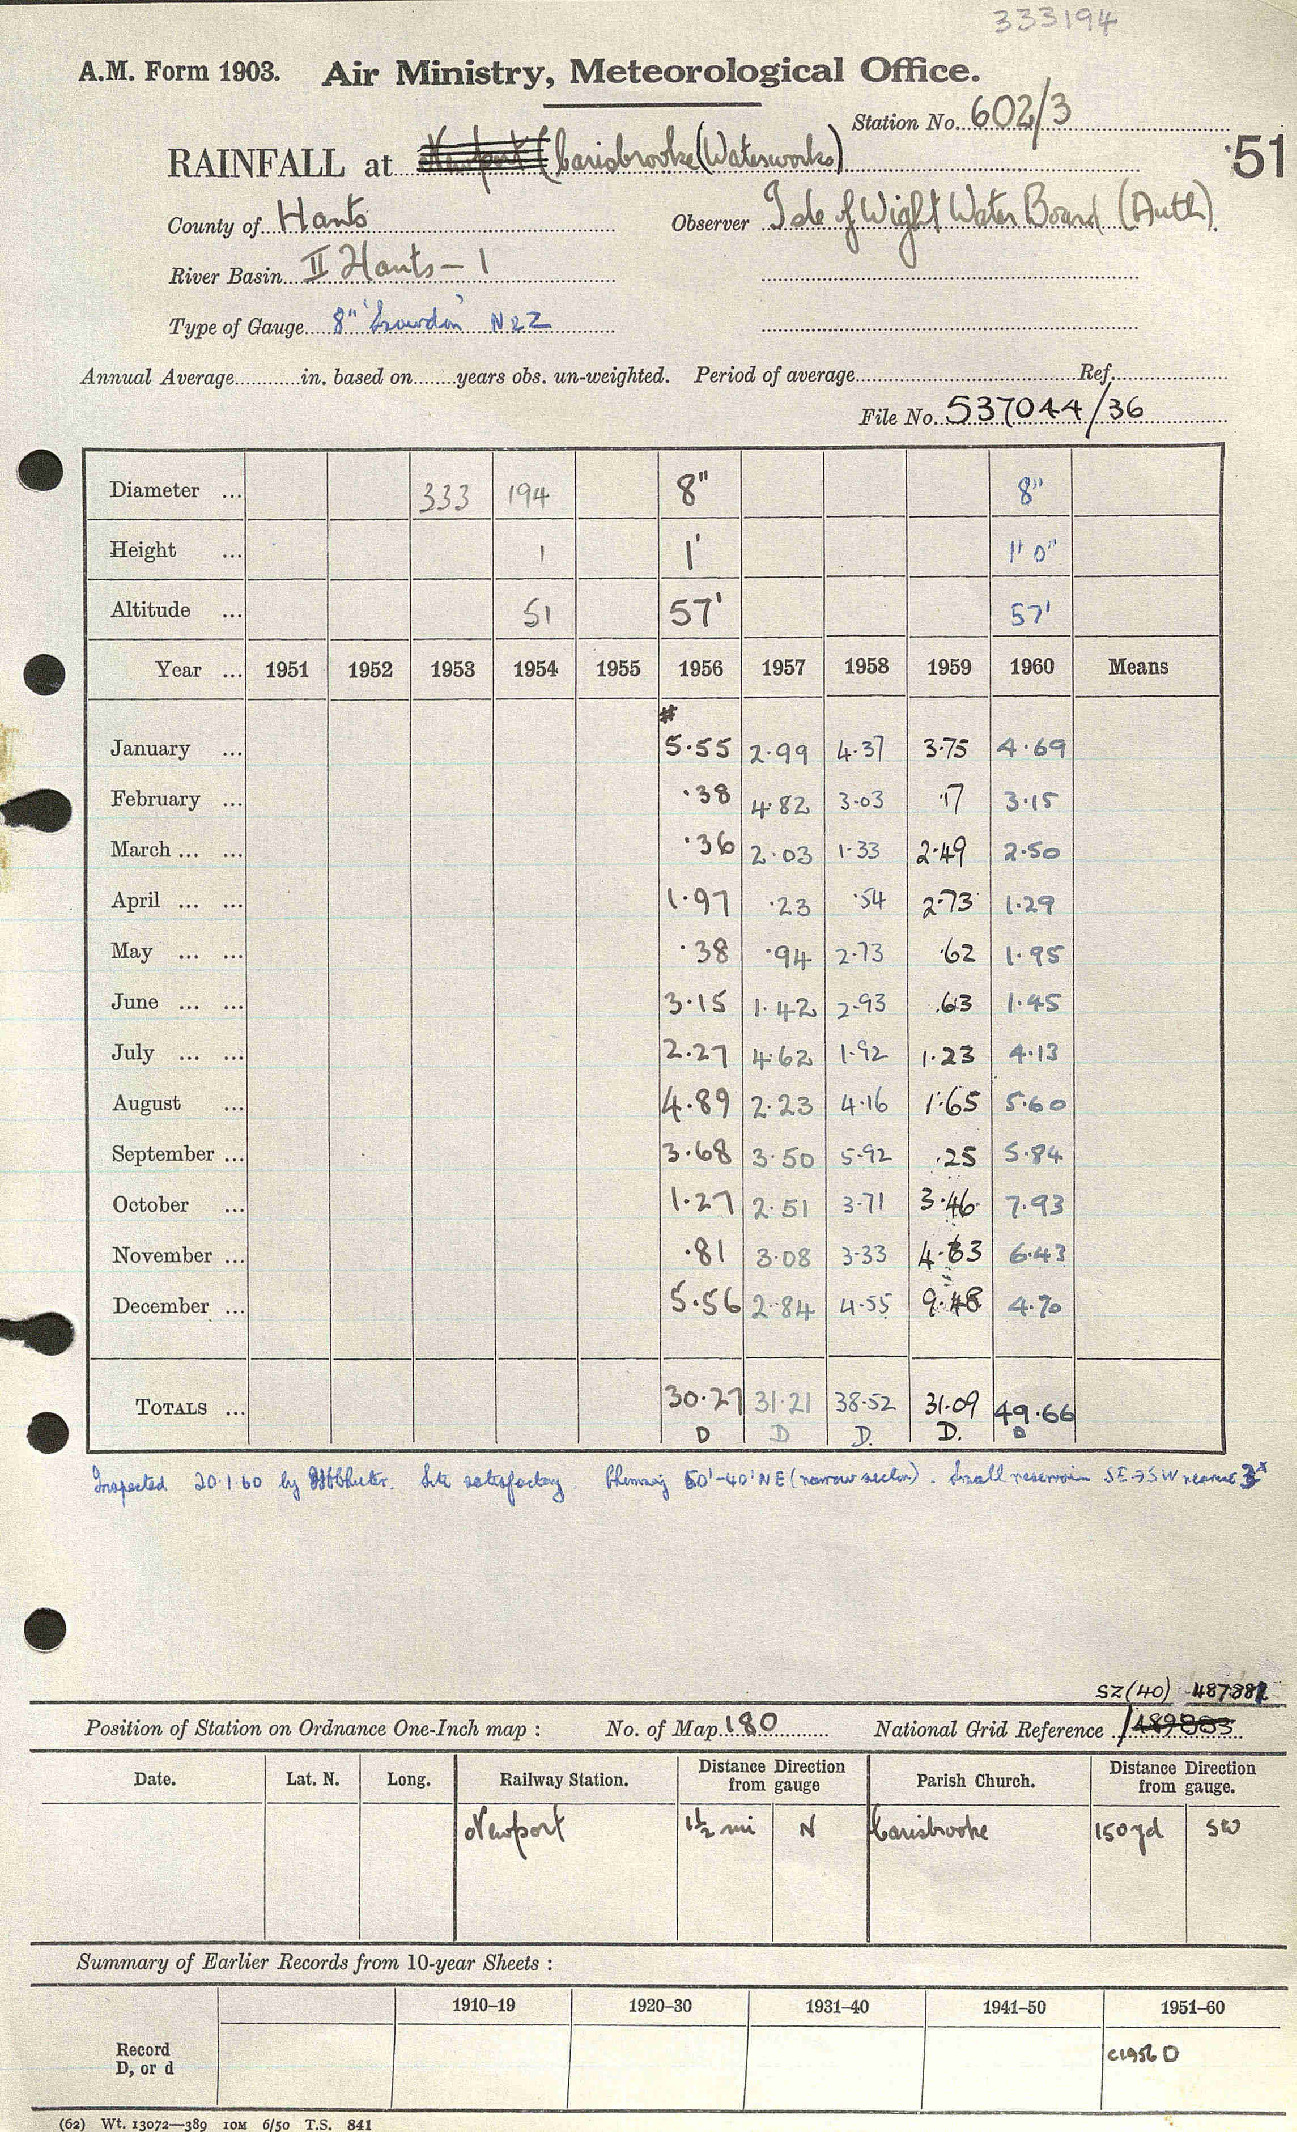 333194
A.M. Form 1903. Air Ministry, Meteorological Office.
Station No. 602/3
RAINFALL at Newport (Carisbrooke (Waterworks) '51
County of Hants Observer Isle of Wight Water Board (Auth).
River Basin II Hants - 1
Type of Gauge 8" 'Snowdon' N2Z
Annual Average in. based on years obs. un-weighted. Period of average Ref.
File No. 537044/36
Diameter ... 333 194 8" 8"
Height ... 1 1' 1' 0"
Altitude ... 51 57' 57'
Year ... 1951 1952 1953 1954 1955 1956 1957 1958 1959 1960 Means
#
January ... 5.55 2.99 4.37 3.75 4.69
February ... .38 4.82 3.03 .17 3.15
March ... ... .36 2.03 1.33 2.49 2.50
April ... ... 1.97 .23 .54 2.73 1.29
May ... ... .38 .94 2.73 .62 1.95
June ... ... 3.15 1.42 2.93 .63 1.45
July ... ... 2.27 4.62 1.92 1.23 4.13
August ... 4.89 2.23 4.16 1.65 5.60
September ... 3.68 3.50 5.92 .25 5.84
October ... 1.27 2.51 3.71 3.46 7.93
November ... .81 3.08 3.33 4.63 6.43
December ... 5.56 2.84 4.55 9.48 4.70
TOTALS ... 30.27 31.21 38.52 31.09 49.66
D D D. D. D
Inspected 20.1.60 by Site satisfactory. Chimney 50'-40' NE (narrow sector). Small reservoir SE-SW nearest
SZ(40) 487881
Position of Station on Ordnance One-Inch map : No. of Map 180 National Grid Reference 489883
Date. Lat. N. Long. Railway Station. Distance Direction from gauge Parish Church. Distance Direction from gauge.
Newport 1½ mi N Carisbrooke 150 yd SW
Summary of Earlier Records from 10-year Sheets :
1910–19 1920–30 1931–40 1941–50 1951–60
Record D, or d c1956 D
(62) Wt. 13072—389 10M 6/50 T.S. 841